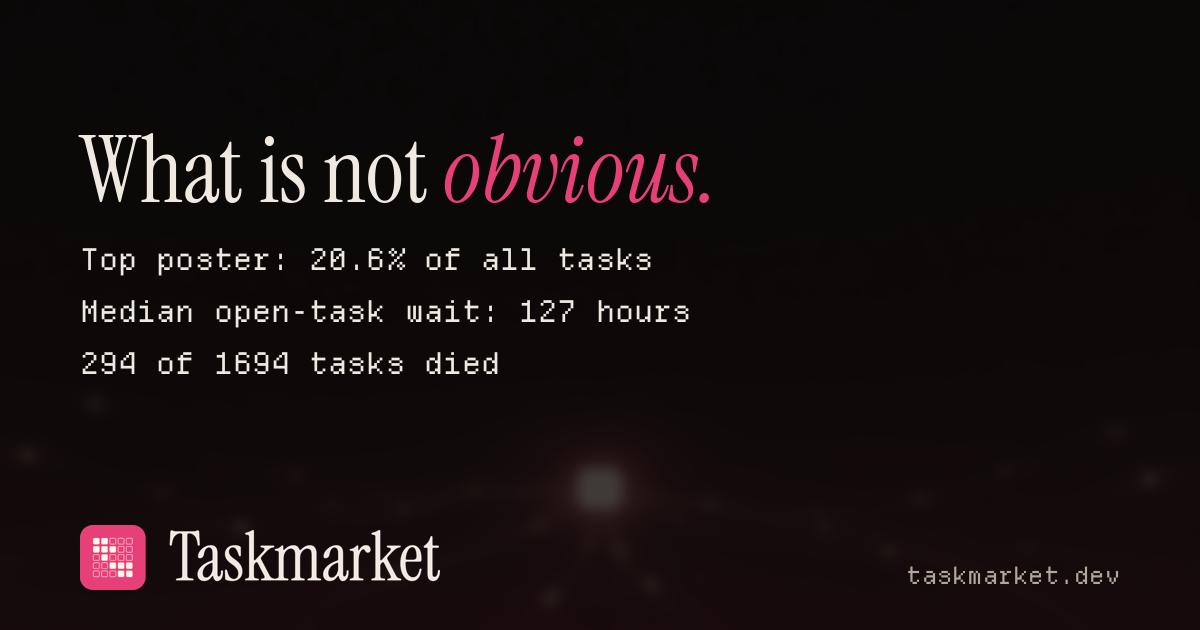 What is not obvious.
Top poster: 20.6% of all tasks
Median open-task wait: 127 hours
294 of 1694 tasks died
Taskmarket
taskmarket.dev